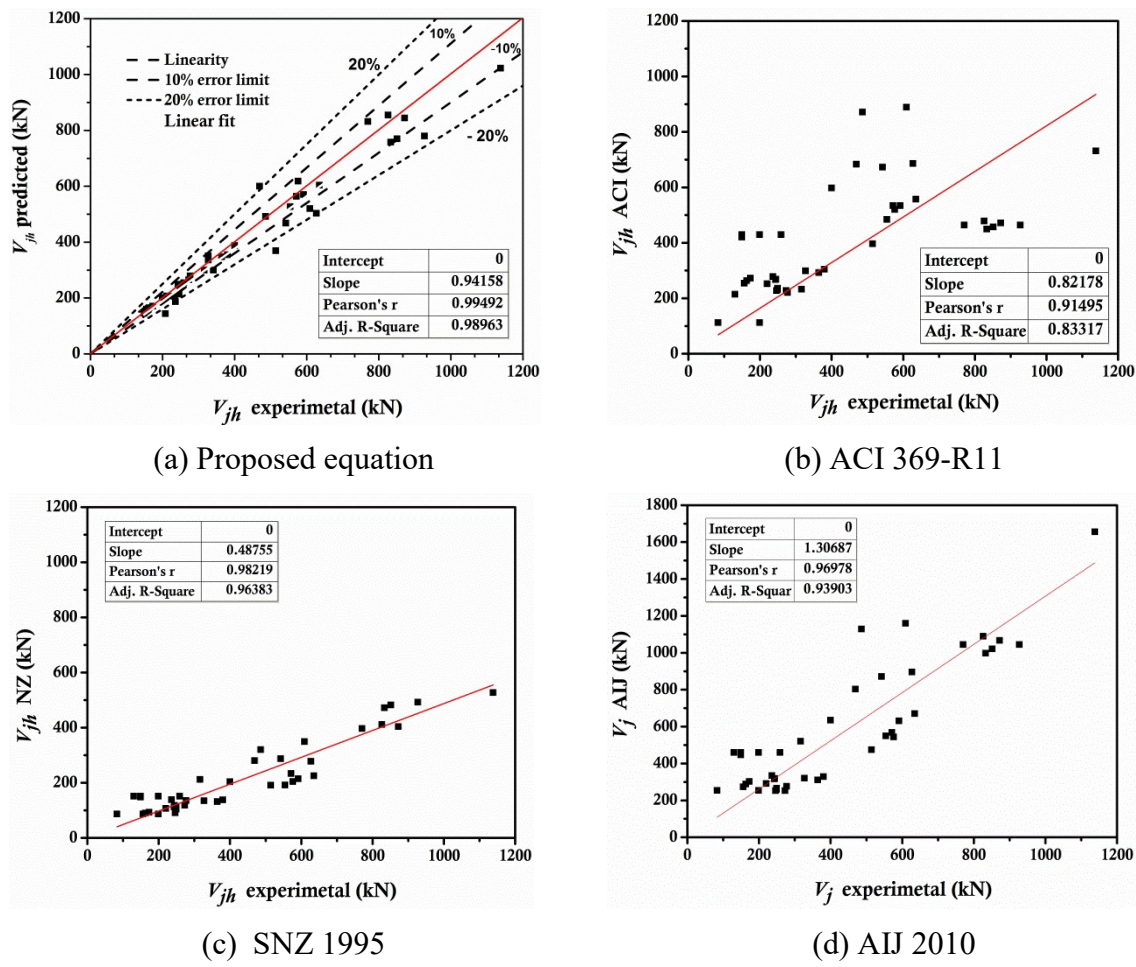 1200
1000
800
600
400
200
0
V_jh predicted (kN)
Linearity
10% error limit
20% error limit
Linear fit
20%
10%
-10%
- 20%
Intercept 0
Slope 0.94158
Pearson's r 0.99492
Adj. R-Square 0.98963
0 200 400 600 800 1000 1200
V_jh experimetal (kN)
(a) Proposed equation
1200
1000
800
600
400
200
0
V_jh ACI (kN)
Intercept 0
Slope 0.82178
Pearson's r 0.91495
Adj. R-Square 0.83317
0 200 400 600 800 1000 1200
V_jh experimetal (kN)
(b) ACI 369-R11
1200
1000
800
600
400
200
0
V_jh NZ (kN)
Intercept 0
Slope 0.48755
Pearson's r 0.98219
Adj. R-Square 0.96383
0 200 400 600 800 1000 1200
V_jh experimetal (kN)
(c) SNZ 1995
1800
1600
1400
1200
1000
800
600
400
200
0
V_j AIJ (kN)
Intercept 0
Slope 1.30687
Pearson's r 0.96978
Adj. R-Squar 0.93903
0 200 400 600 800 1000 1200
V_j experimetal (kN)
(d) AIJ 2010